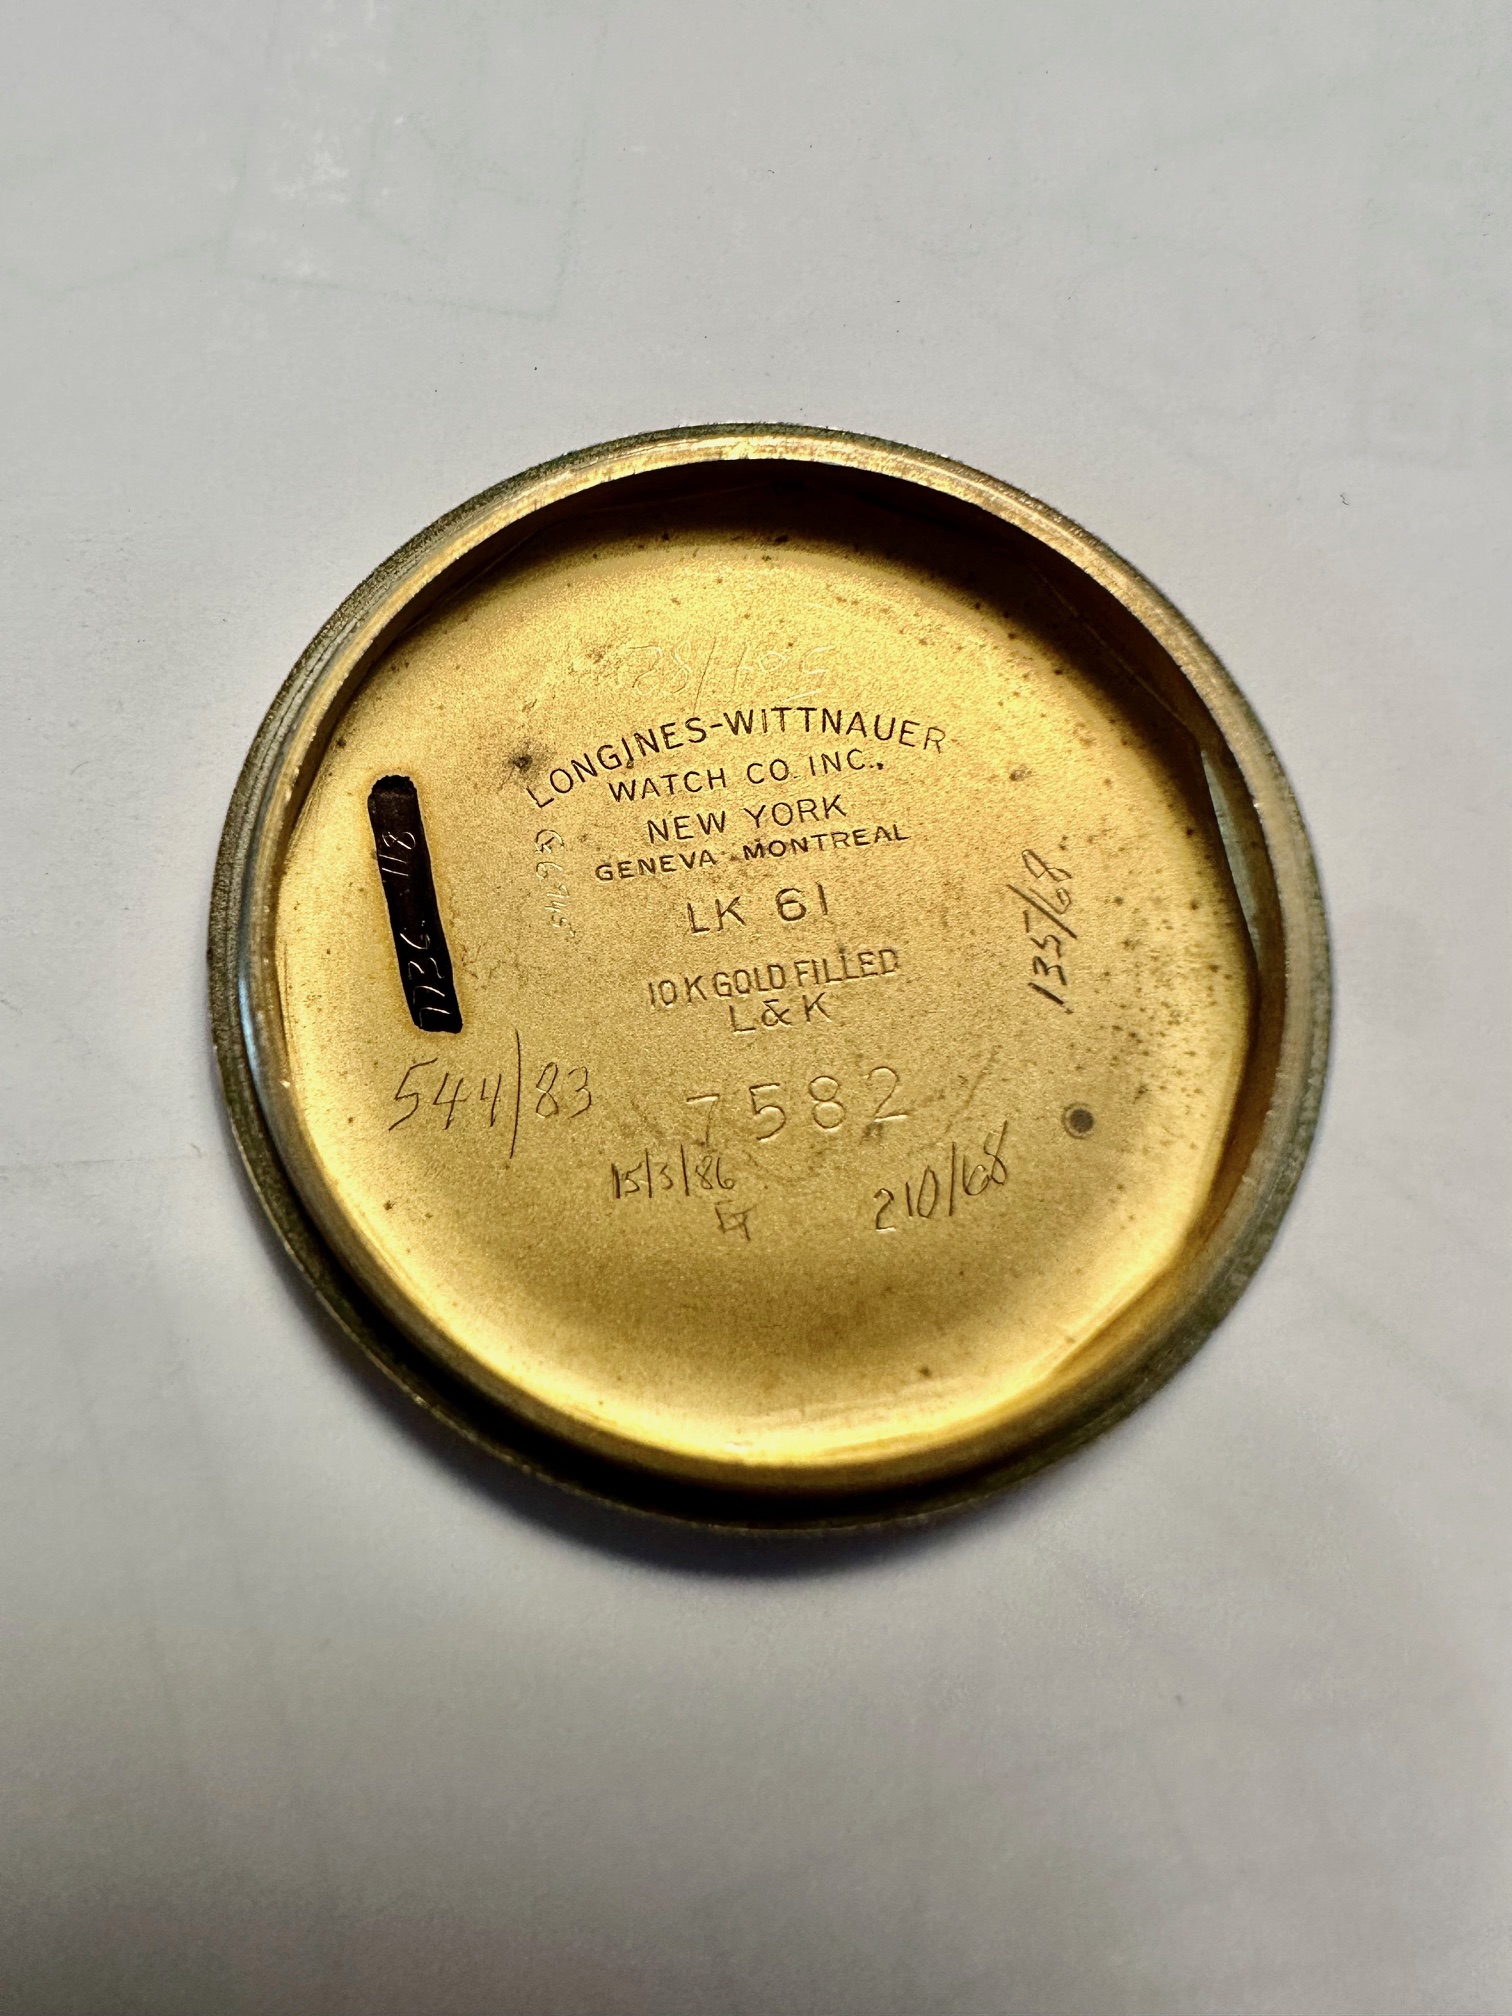 LONGINES-WITTNAUER
WATCH CO. INC.,
NEW YORK
GENEVA MONTREAL
LK 61
10K GOLD FILLED
L & K
7582
544/83
15/3/86
210/68
135/68